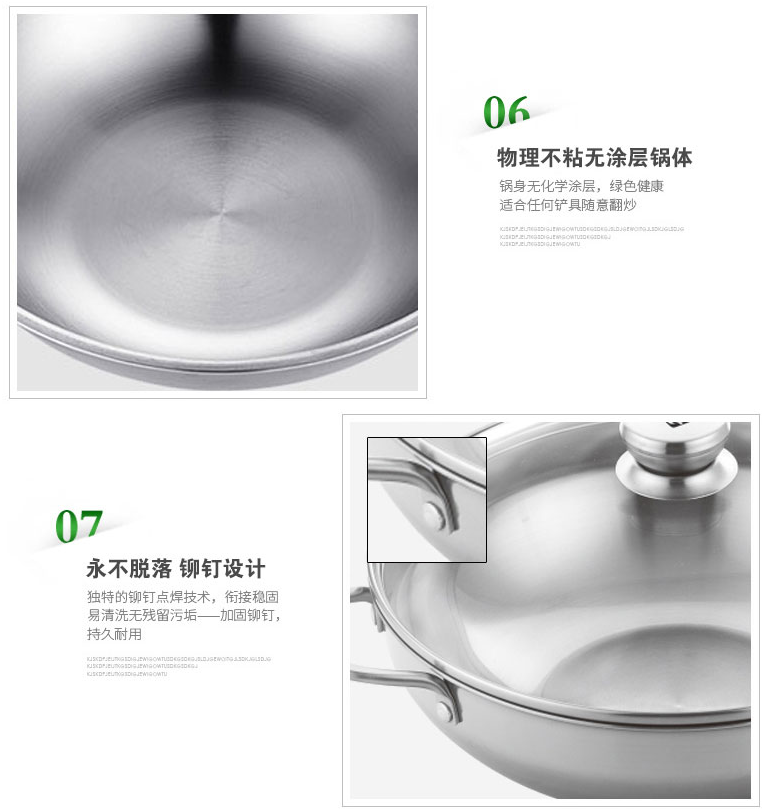 06
物理不粘无涂层锅体
锅身无化学涂层，绿色健康
适合任何铲具随意翻炒
07
永不脱落 铆钉设计
独特的铆钉点焊技术，衔接稳固
易清洗无残留污垢——加固铆钉，
持久耐用